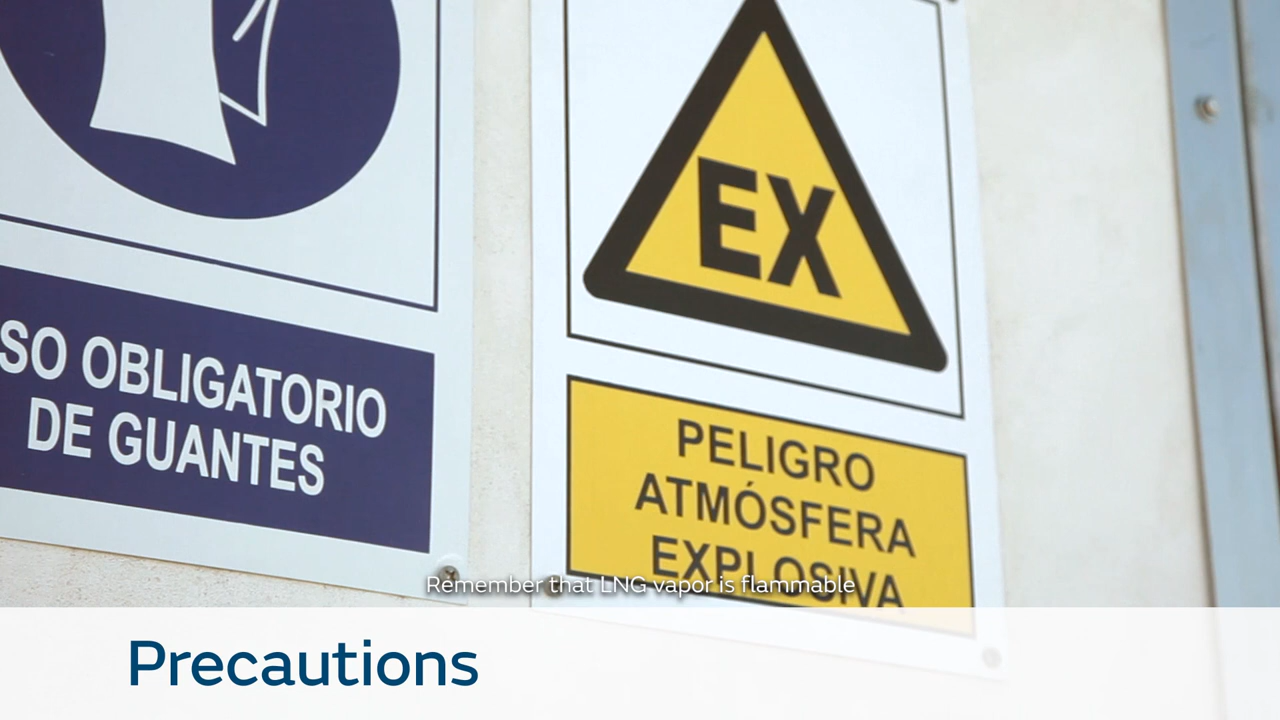 SO OBLIGATORIO
DE GUANTES
EX
PELIGRO
ATMÓSFERA
EXPLOSIVA
Remember that LNG vapor is flammable
Precautions